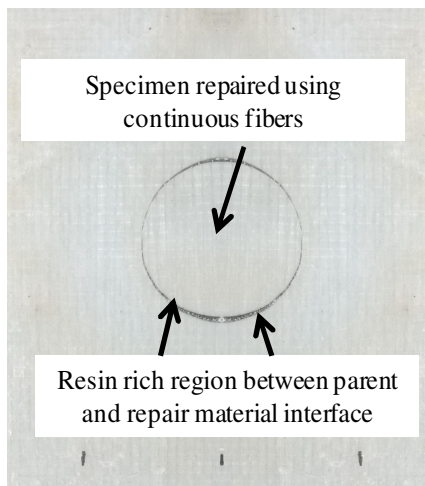 Specimen repaired using
continuous fibers
Resin rich region between parent
and repair material interface